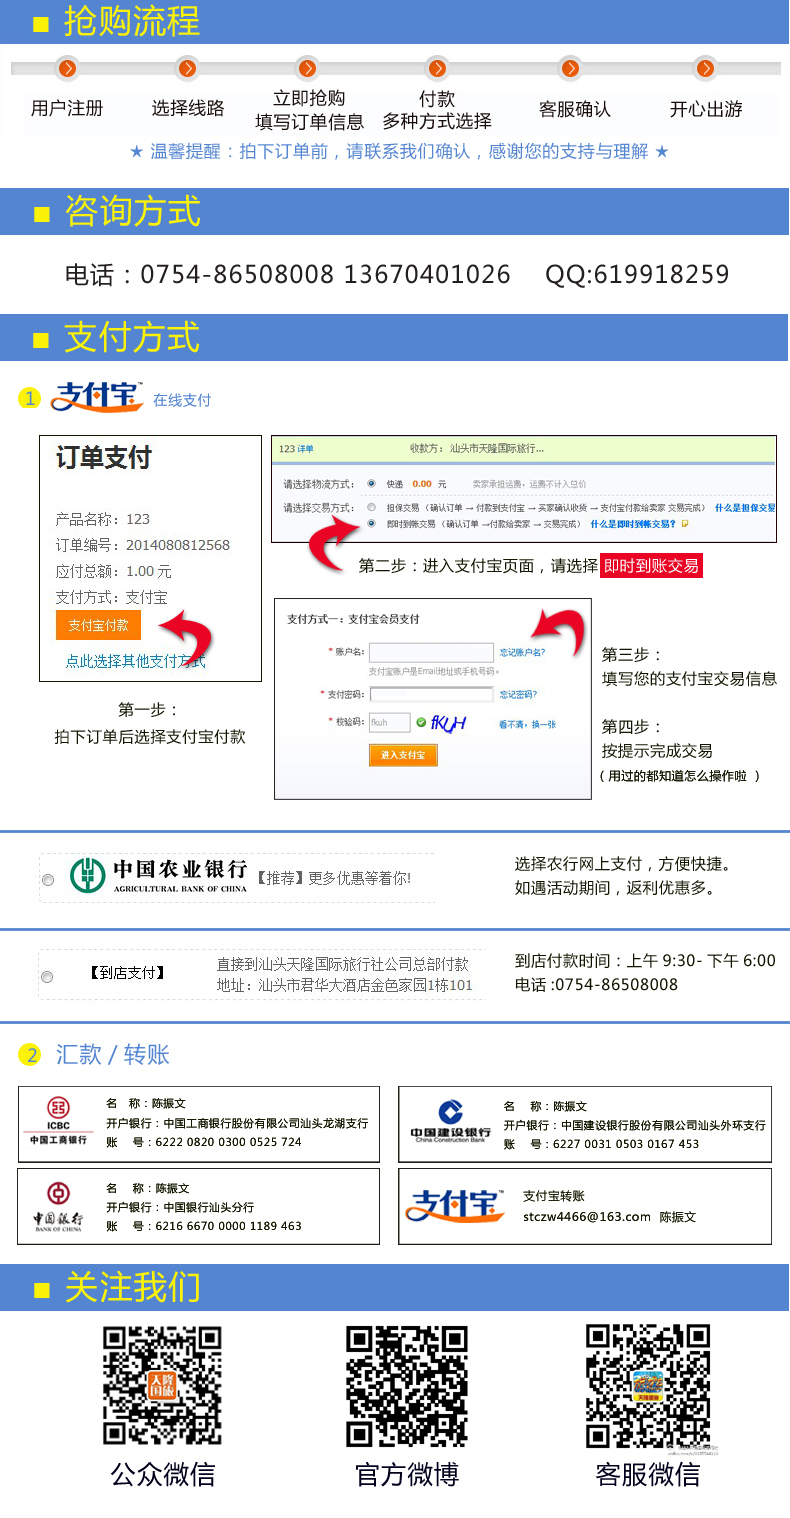 抢购流程
用户注册
选择线路
立即抢购
填写订单信息
付款
多种方式选择
客服确认
开心出游
★ 温馨提醒：拍下订单前，请联系我们确认，感谢您的支持与理解 ★
咨询方式
电话：0754-86508008 13670401026 QQ:619918259
支付方式
1 支付宝™ 在线支付
订单支付
产品名称：123
订单编号：2014080812568
应付总额：1.00 元
支付方式：支付宝
支付宝付款
点此选择其他支付方式
第一步：
拍下订单后选择支付宝付款
123 详单 收款方： 汕头市天隆国际旅行...
请选择物流方式： 快递 0.00 元 卖家承担运费，运费不计入总价
请选择交易方式： 担保交易 （确认订单 → 付款到支付宝 → 买家确认收货 → 支付宝付款给卖家 交易完成） 什么是担保交易
即时到帐交易 （确认订单 →付款给卖家 → 交易完成） 什么是即时到帐交易?
第二步：进入支付宝页面，请选择 即时到账交易
支付方式一：支付宝会员支付
* 账户名： 忘记账户名?
支付宝账户是Email地址或手机号码。
* 支付密码： 忘记密码?
* 校验码： fkuh fKUH 看不清，换一张
进入支付宝
第三步：
填写您的支付宝交易信息
第四步：
按提示完成交易
（ 用过的都知道怎么操作啦 ）
中国农业银行
AGRICULTURAL BANK OF CHINA
【推荐】更多优惠等着你!
选择农行网上支付，方便快捷。
如遇活动期间，返利优惠多。
【到店支付】
直接到汕头天隆国际旅行社公司总部付款
地址：汕头市君华大酒店金色家园1栋101
到店付款时间：上午 9:30- 下午 6:00
电话 :0754-86508008
2 汇款 / 转账
ICBC
中国工商银行
名 称：陈振文
开户银行：中国工商银行股份有限公司汕头龙湖支行
账 号：6222 0820 0300 0525 724
中国建设银行
China Construction Bank
名 称：陈振文
开户银行：中国建设银行股份有限公司汕头外环支行
账 号：6227 0031 0503 0167 453
中国银行
BANK OF CHINA
名 称：陈振文
开户银行：中国银行汕头分行
账 号：6216 6670 0000 1189 463
支付宝™
支付宝转账
stczw4466@163.com 陈振文
关注我们
天隆
国旅
公众微信
官方微博
客服微信